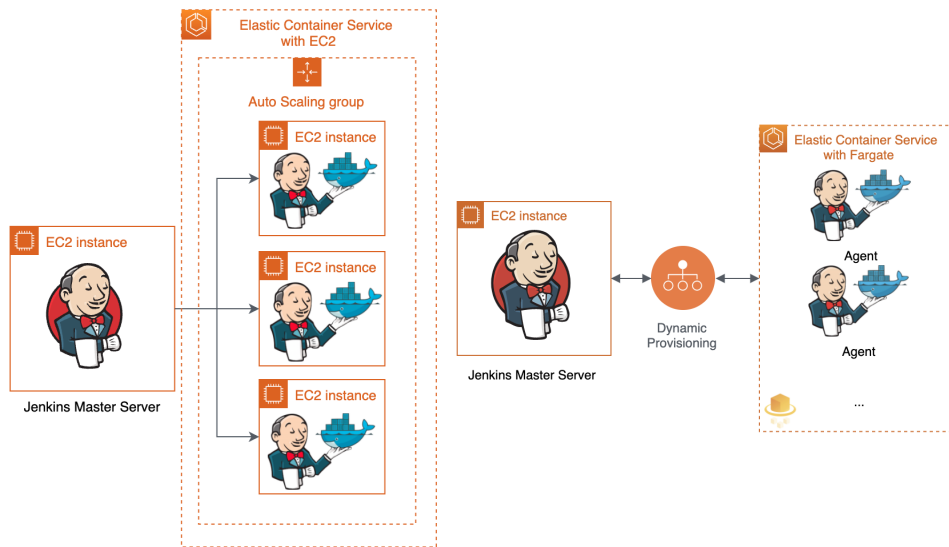 Elastic Container Service
with EC2
Auto Scaling group
EC2 instance
EC2 instance
EC2 instance
EC2 instance
Jenkins Master Server
EC2 instance
Jenkins Master Server
Dynamic
Provisioning
Elastic Container Service
with Fargate
Agent
Agent
...